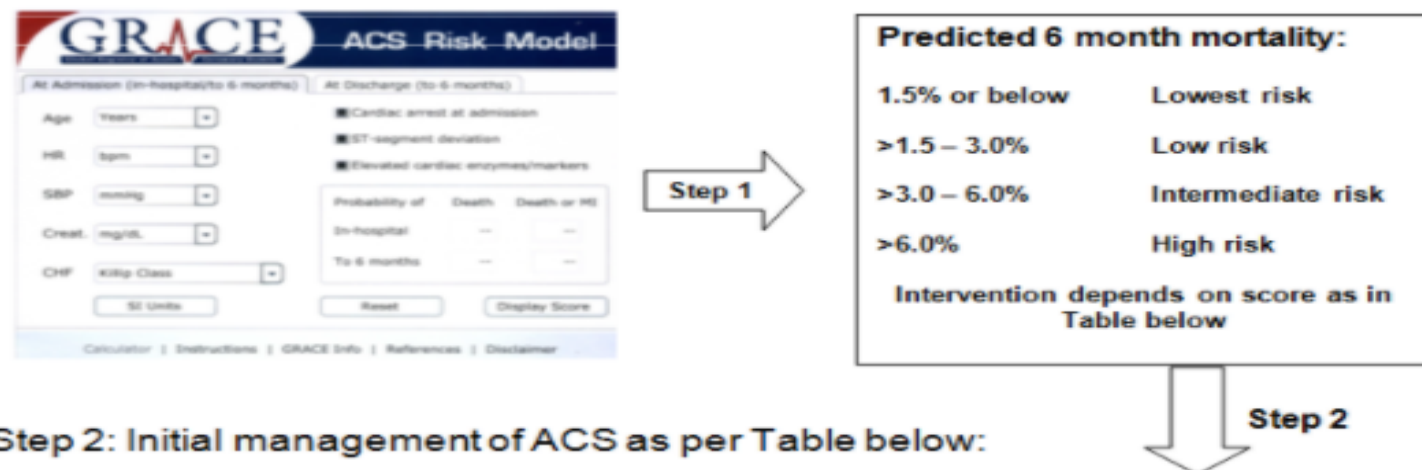 GRACE ACS Risk Model
At Admission (in-hospital/to 6 months) At Discharge (to 6 months)
Age Years
Cardiac arrest at admission
HR bpm
ST-segment deviation
Elevated cardiac enzymes/markers
SBP mmHg
Probability of Death Death or MI
Creat. mg/dL
In-hospital -- --
To 6 months -- --
CHF Killip Class
SI Units Reset Display Score
Calculator | Instructions | GRACE Info | References | Disclaimer
Step 1
Predicted 6 month mortality:
1.5% or below Lowest risk
>1.5 – 3.0% Low risk
>3.0 – 6.0% Intermediate risk
>6.0% High risk
Intervention depends on score as in
Table below
Step 2
Step 2: Initial management of ACS as per Table below: